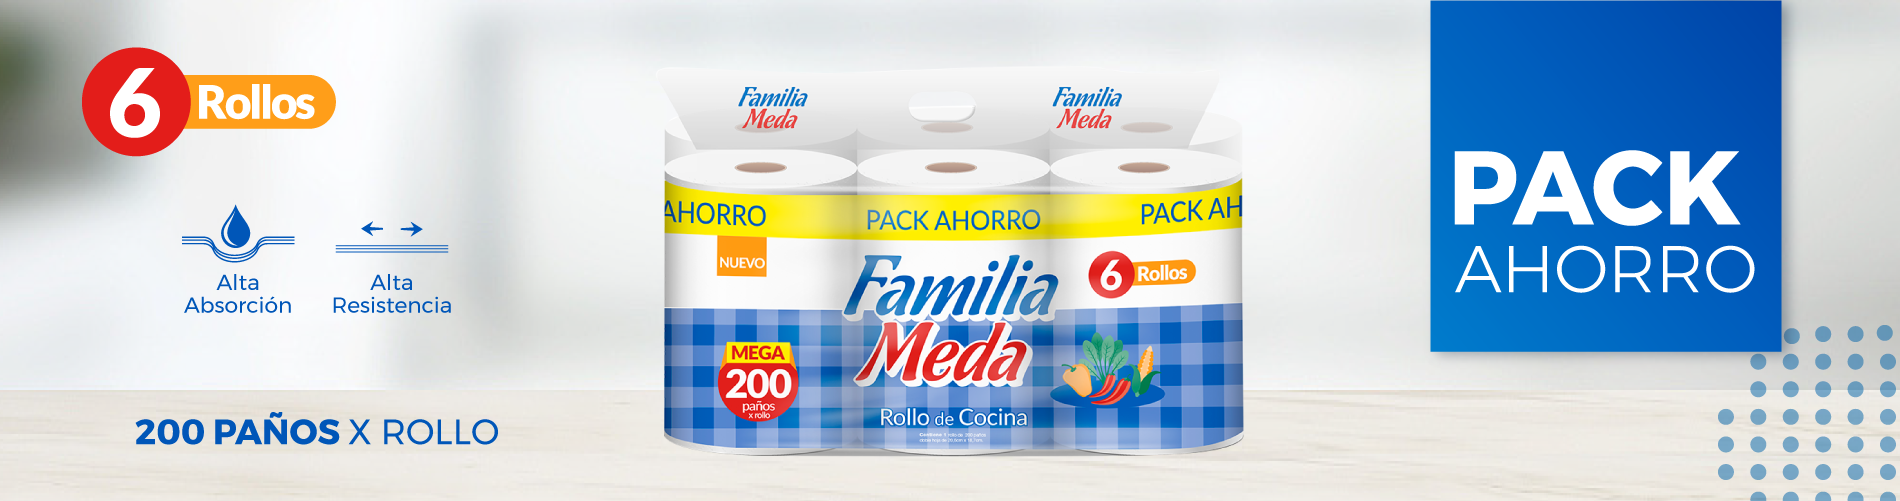 6 Rollos
Alta
Absorción
Alta
Resistencia
200 PAÑOS X ROLLO
Familia
Meda
Familia
Meda
AHORRO
PACK AHORRO
PACK AH
NUEVO
Familia
Meda
6 Rollos
MEGA
200
paños
x rollo
Rollo de Cocina
PACK
AHORRO